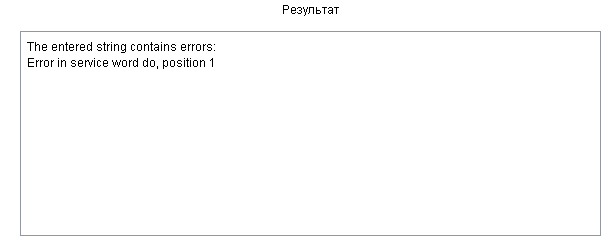 Результат
The entered string contains errors:
Error in service word do, position 1